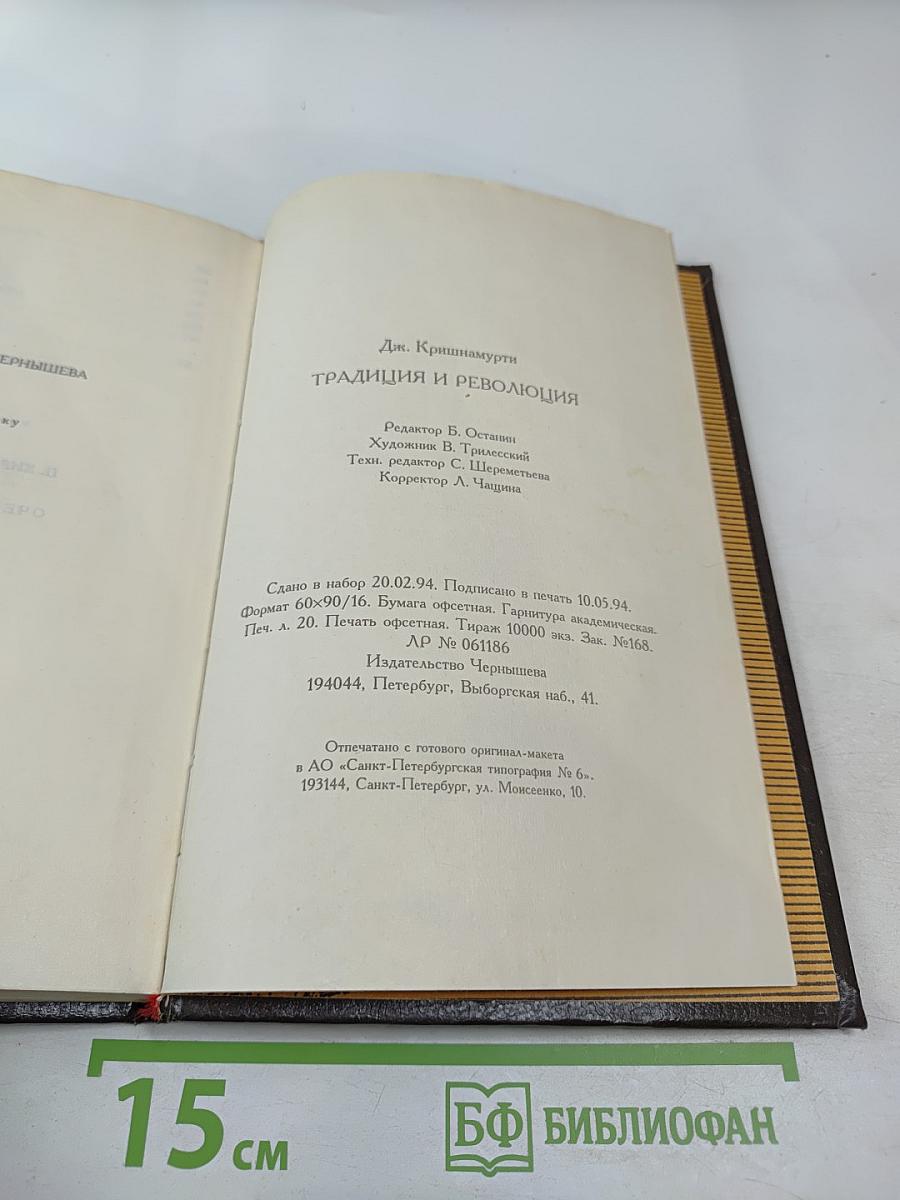 ЕРНЫШЕВА
ку
Дж. Кришнамурти
ТРАДИЦИЯ И РЕВОЛЮЦИЯ
Редактор Б. Останин
Художник В. Трилесский
Техн. редактор С. Шереметьева
Корректор Л. Чащина
Сдано в набор 20.02.94. Подписано в печать 10.05.94.
Формат 60×90/16. Бумага офсетная. Гарнитура академическая.
Печ. л. 20. Печать офсетная. Тираж 10000 экз. Зак. №168.
ЛР № 061186
Издательство Чернышева
194044, Петербург, Выборгская наб., 41.
Отпечатано с готового оригинал-макета
в АО «Санкт-Петербургская типография № 6».
193144, Санкт-Петербург, ул. Моисеенко, 10.
15 см
БФ БИБЛИОФАН